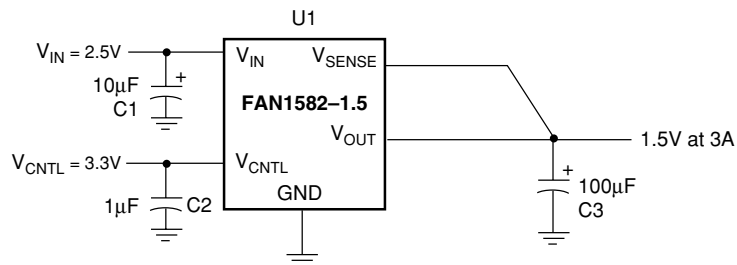 U1
V_IN = 2.5V
V_IN
V_SENSE
10µF
+
C1
FAN1582–1.5
V_OUT
1.5V at 3A
V_CNTL = 3.3V
V_CNTL
GND
1µF
C2
+
100µF
C3